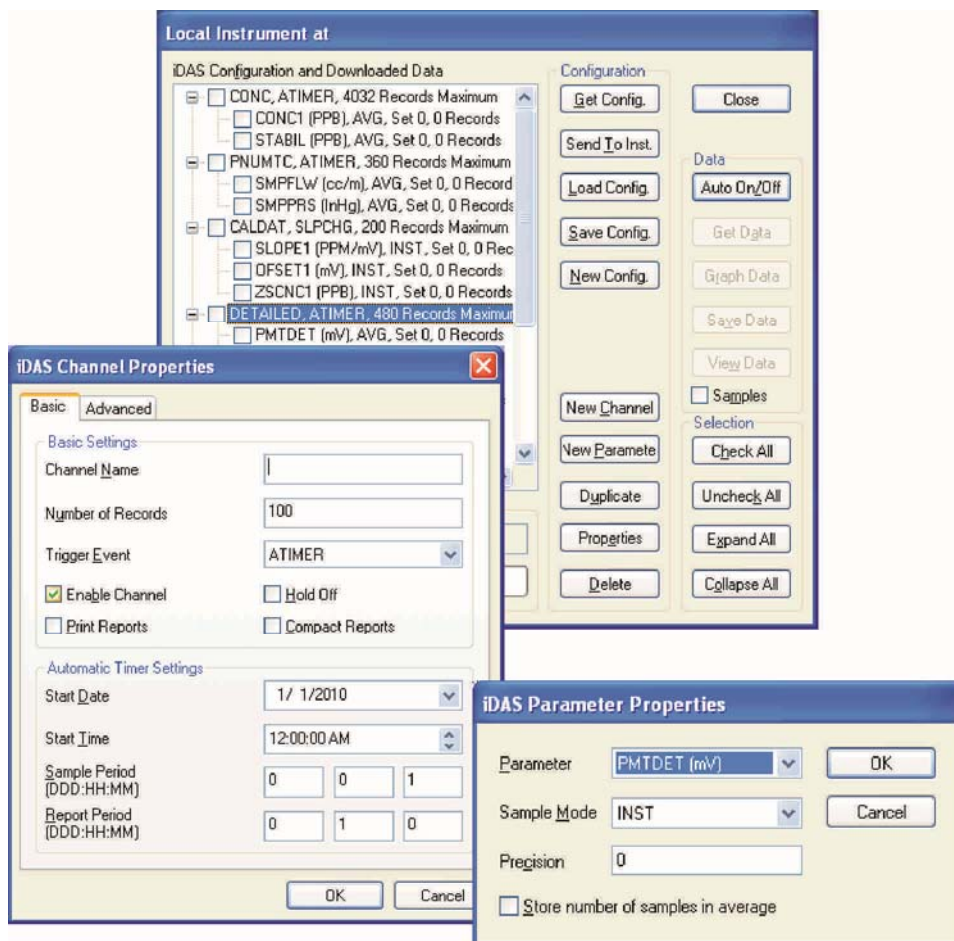 Local Instrument at
iDAS Configuration and Downloaded Data
CONC, ATIMER, 4032 Records Maximum
CONC1 (PPB), AVG, Set 0, 0 Records
STABIL (PPB), AVG, Set 0, 0 Records
PNUMTC, ATIMER, 360 Records Maximum
SMPFLW (cc/m), AVG, Set 0, 0 Record
SMPPRS (InHg), AVG, Set 0, 0 Records
CALDAT, SLPCHG, 200 Records Maximum
SLOPE1 (PPM/mV), INST, Set 0, 0 Rec
OFSET1 (mV), INST, Set 0, 0 Records
ZSCNC1 (PPB), INST, Set 0, 0 Records
DETAILED, ATIMER, 480 Records Maximur
PMTDET (mV), AVG, Set 0, 0 Records
Configuration
Get Config.
Send To Inst.
Load Config.
Save Config.
New Config.
New Channel
New Paramete
Duplicate
Properties
Delete
Close
Data
Auto On/Off
Get Data
Graph Data
Save Data
View Data
Samples
Selection
Check All
Uncheck All
Expand All
Collapse All
iDAS Channel Properties
Basic
Advanced
Basic Settings
Channel Name
Number of Records
100
Trigger Event
ATIMER
Enable Channel
Hold Off
Print Reports
Compact Reports
Automatic Timer Settings
Start Date
1/ 1/2010
Start Time
12:00:00 AM
Sample Period
(DDD:HH:MM)
0 0 1
Report Period
(DDD:HH:MM)
0 1 0
OK
Cancel
iDAS Parameter Properties
Parameter
PMTDET (mV)
OK
Sample Mode
INST
Cancel
Precision
0
Store number of samples in average